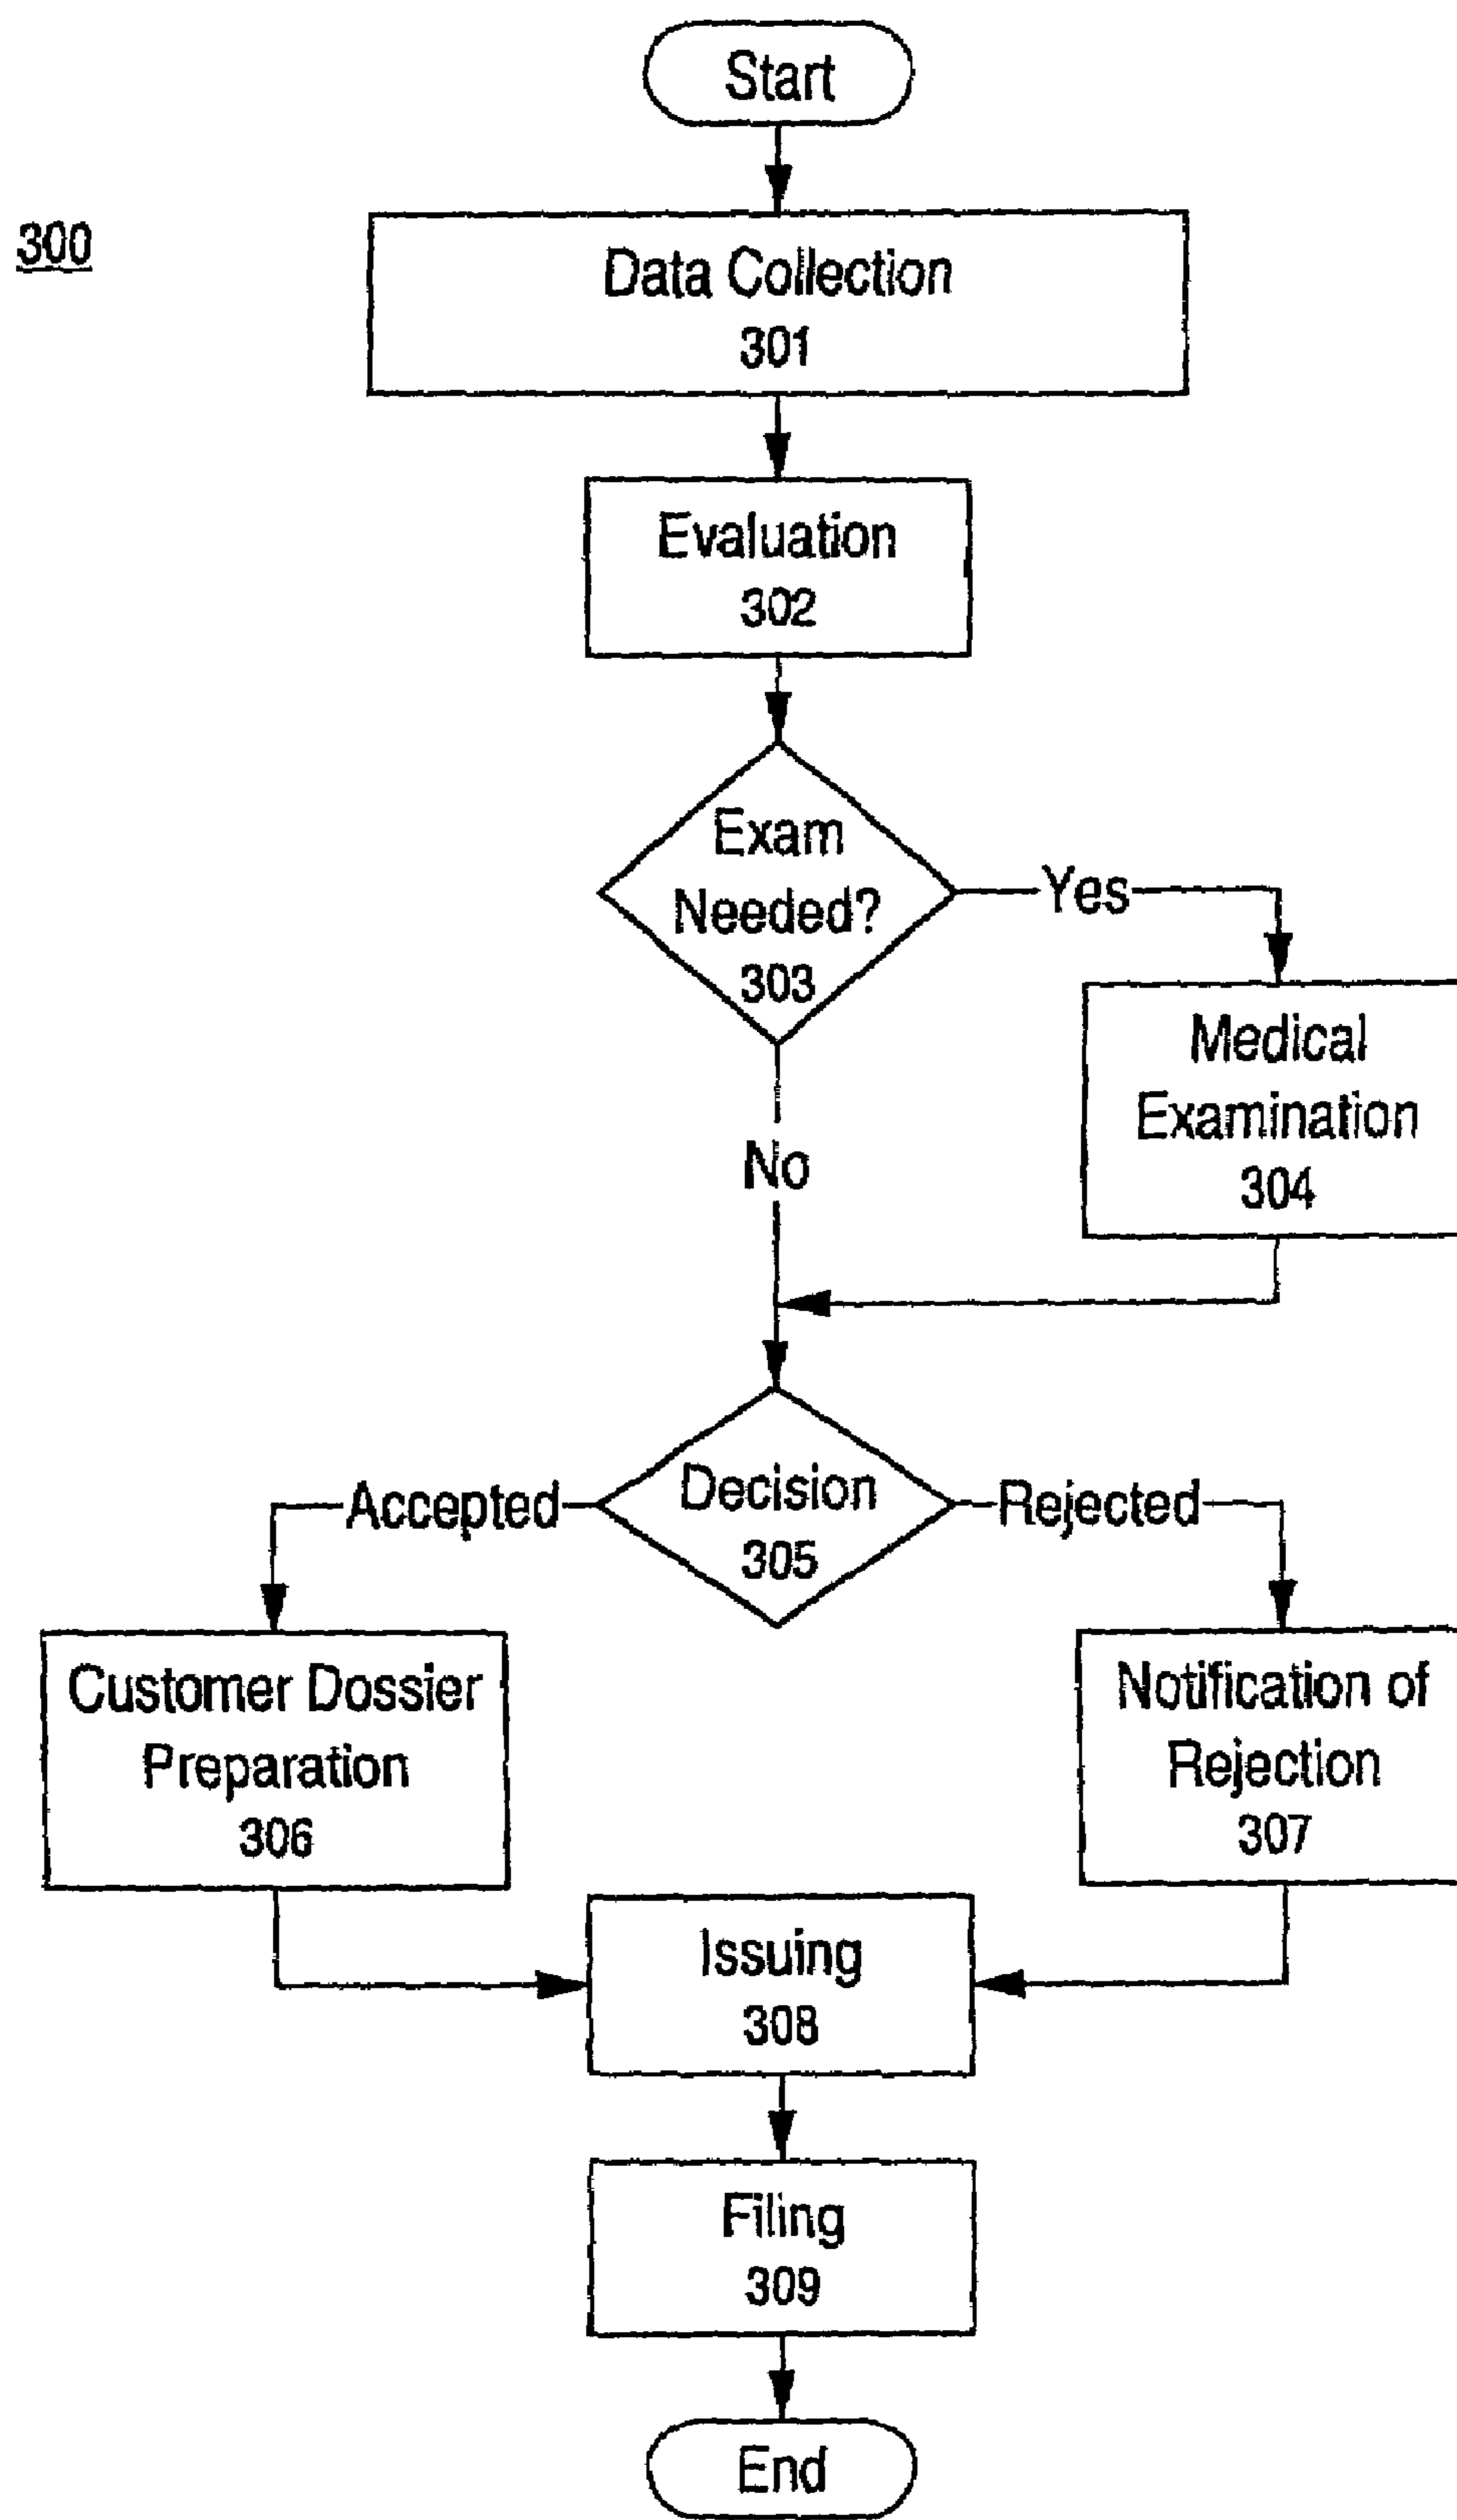 Start
300
Data Collection
301
Evaluation
302
Exam
Needed?
303
Yes
Medical
Examination
304
No
Decision
305
Accepted
Rejected
Customer Dossier
Preparation
306
Notification of
Rejection
307
Issuing
308
Filing
309
End